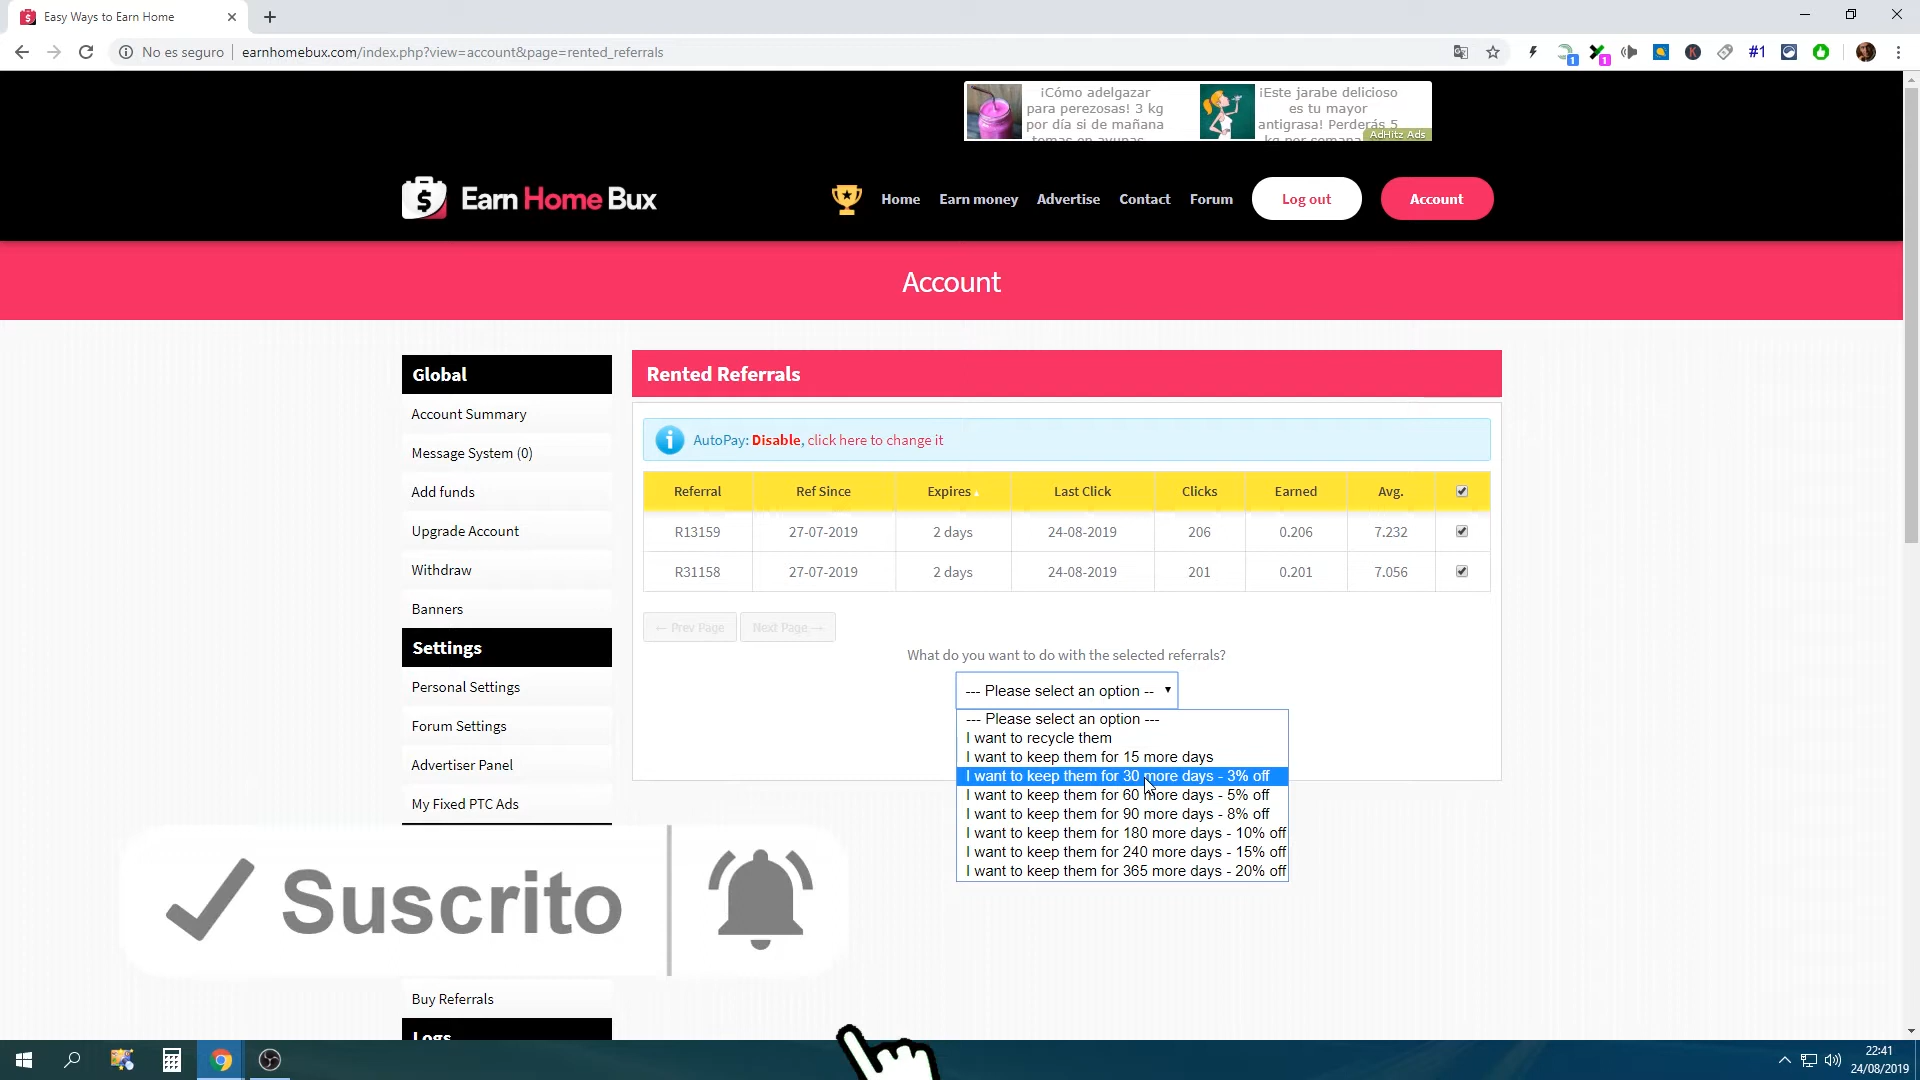 Easy Ways to Earn Home
No es seguro
earnhomebux.com/index.php?view=account&page=rented_referrals
#1
1
1
¡Cómo adelgazar
para perezosas! 3 kg
por día si de mañana
tomas en ayunas
¡Este jarabe delicioso
es tu mayor
antigrasa! Perderás 5
kg por semana
AdHitz Ads
Earn Home Bux
Home
Earn money
Advertise
Contact
Forum
Log out
Account
Account
Global
Account Summary
Message System (0)
Add funds
Upgrade Account
Withdraw
Banners
Settings
Personal Settings
Forum Settings
Advertiser Panel
My Fixed PTC Ads
Buy Referrals
Logs
Rented Referrals
AutoPay: Disable, click here to change it
Referral Ref Since Expires Last Click Clicks Earned Avg.
R13159 27-07-2019 2 days 24-08-2019 206 0.206 7.232
R31158 27-07-2019 2 days 24-08-2019 201 0.201 7.056
← Prev Page
Next Page →
What do you want to do with the selected referrals?
--- Please select an option --
--- Please select an option ---
I want to recycle them
I want to keep them for 15 more days
I want to keep them for 30 more days - 3% off
I want to keep them for 60 more days - 5% off
I want to keep them for 90 more days - 8% off
I want to keep them for 180 more days - 10% off
I want to keep them for 240 more days - 15% off
I want to keep them for 365 more days - 20% off
Suscrito
22:41
24/08/2019